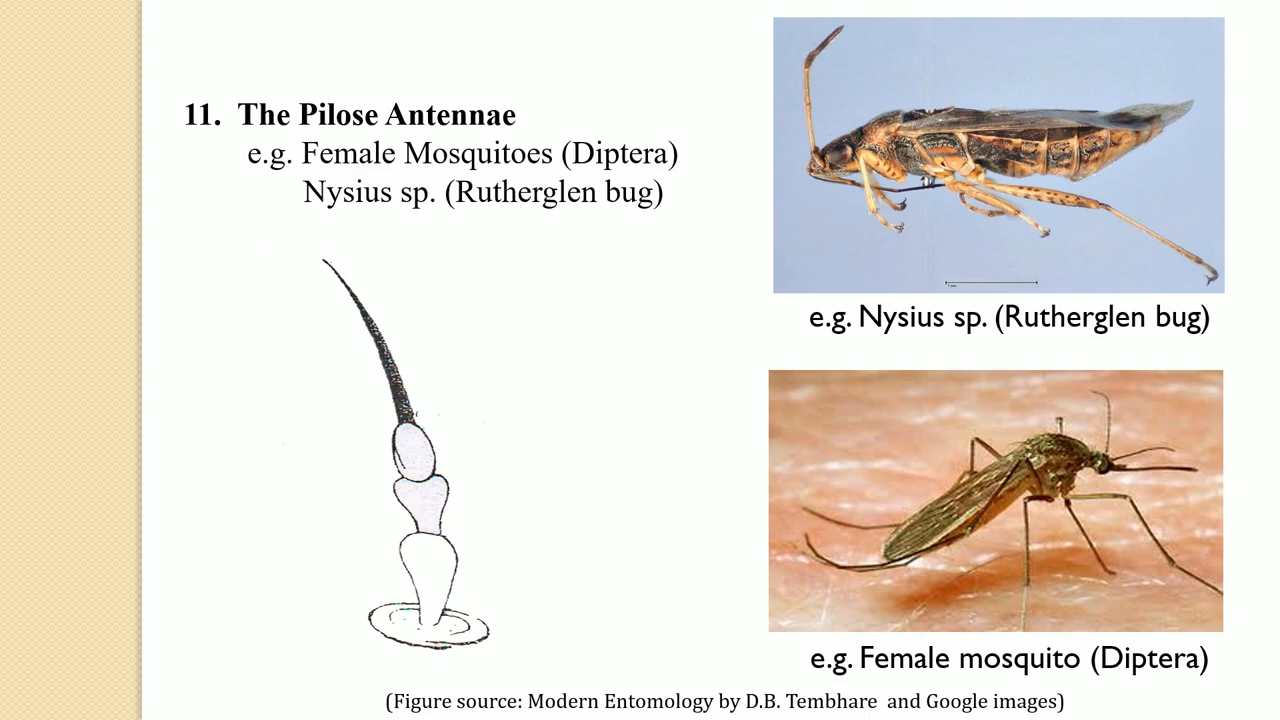 11. The Pilose Antennae
e.g. Female Mosquitoes (Diptera)
Nysius sp. (Rutherglen bug)
e.g. Nysius sp. (Rutherglen bug)
e.g. Female mosquito (Diptera)
(Figure source: Modern Entomology by D.B. Tembhare and Google images)